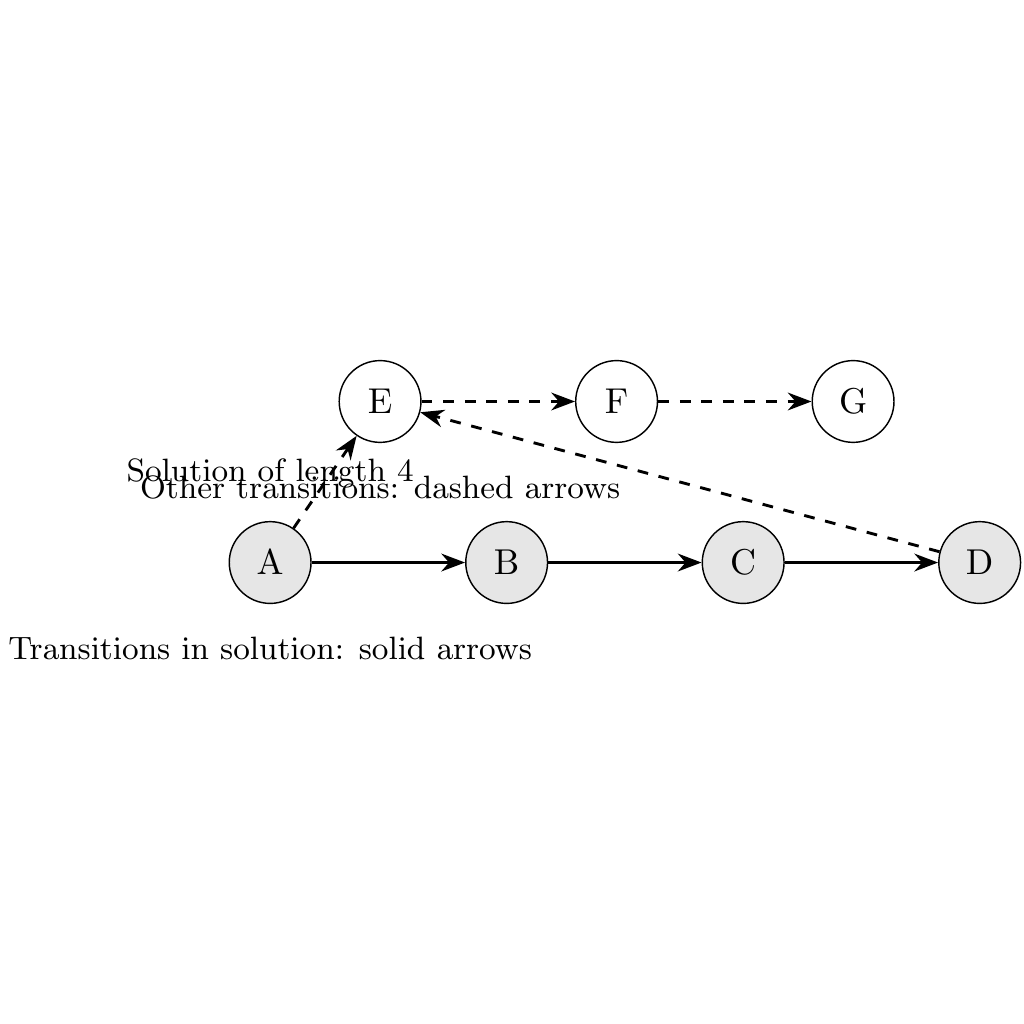 E
F
G
Solution of length 4
Other transitions: dashed arrows
A
B
C
D
Transitions in solution: solid arrows